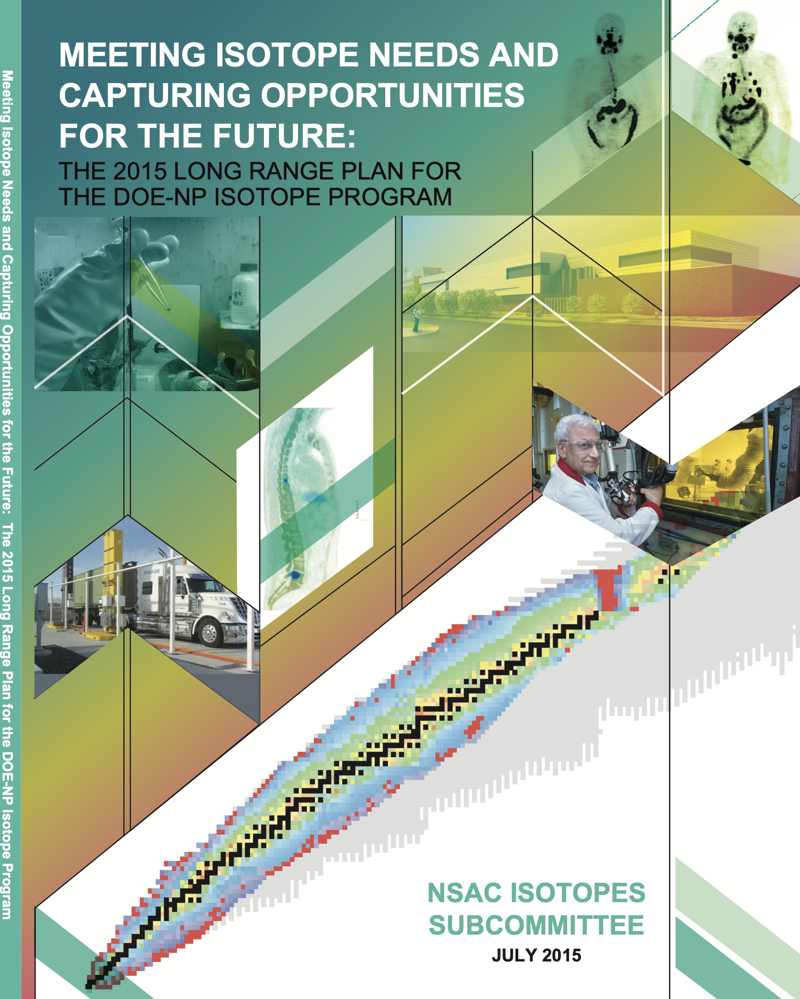 MEETING ISOTOPE NEEDS AND
CAPTURING OPPORTUNITIES
FOR THE FUTURE:
THE 2015 LONG RANGE PLAN FOR
THE DOE-NP ISOTOPE PROGRAM
Meeting Isotope Needs and Capturing Opportunities for the Future: The 2015 Long Range Plan for the DOE-NP Isotope Program
SAVAGE
114
NSAC ISOTOPES
SUBCOMMITTEE
JULY 2015